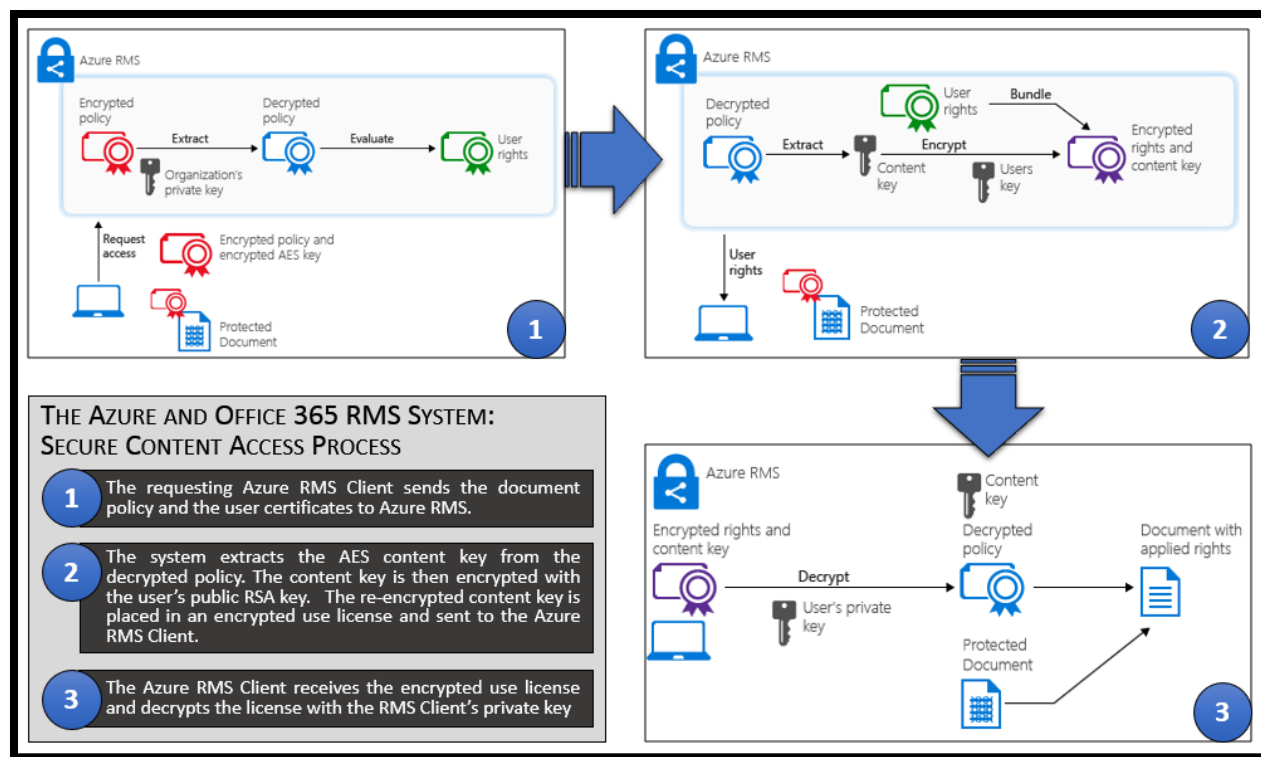 Azure RMS
Encrypted
policy
Decrypted
policy
Extract
Evaluate
User
rights
Organization's
private key
Request
access
Encrypted policy and
encrypted AES key
Protected
Document
1
Azure RMS
Decrypted
policy
User
rights
Bundle
Extract
Encrypt
Encrypted
rights and
content key
Content
key
Users
key
User
rights
Protected
Document
2
THE AZURE AND OFFICE 365 RMS SYSTEM:
SECURE CONTENT ACCESS PROCESS
1
The requesting Azure RMS Client sends the document
policy and the user certificates to Azure RMS.
2
The system extracts the AES content key from the
decrypted policy. The content key is then encrypted with
the user's public RSA key. The re-encrypted content key is
placed in an encrypted use license and sent to the Azure
RMS Client.
3
The Azure RMS Client receives the encrypted use license
and decrypts the license with the RMS Client's private key
Azure RMS
Content
key
Encrypted rights and
content key
Decrypted
policy
Document with
applied rights
Decrypt
User's private
key
Protected
Document
3